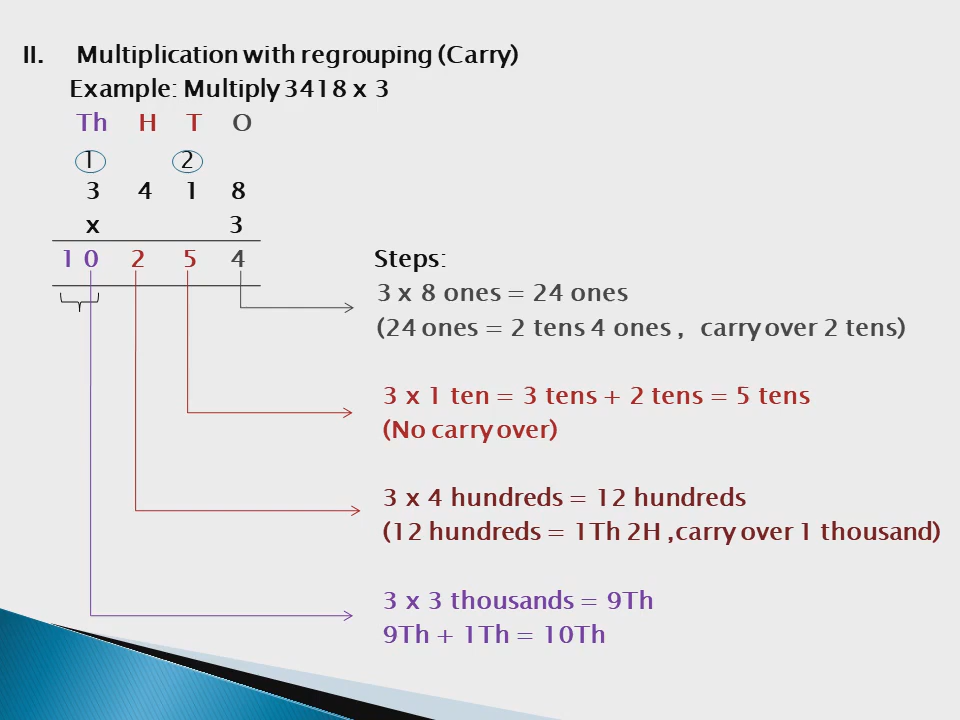 II. Multiplication with regrouping (Carry)
Example: Multiply 3418 x 3
Th H T O
1 2
3 4 1 8
x 3
1 0 2 5 4
Steps:
3 x 8 ones = 24 ones
(24 ones = 2 tens 4 ones , carry over 2 tens)
3 x 1 ten = 3 tens + 2 tens = 5 tens
(No carry over)
3 x 4 hundreds = 12 hundreds
(12 hundreds = 1Th 2H ,carry over 1 thousand)
3 x 3 thousands = 9Th
9Th + 1Th = 10Th